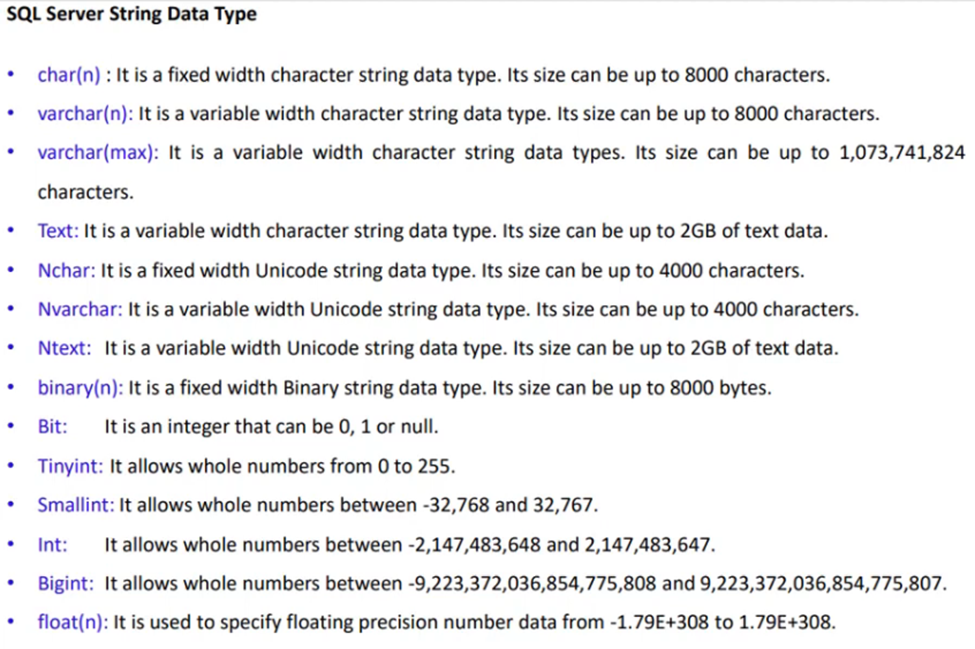 SQL Server String Data Type
• char(n) : It is a fixed width character string data type. Its size can be up to 8000 characters.
• varchar(n): It is a variable width character string data type. Its size can be up to 8000 characters.
• varchar(max): It is a variable width character string data types. Its size can be up to 1,073,741,824
characters.
• Text: It is a variable width character string data type. Its size can be up to 2GB of text data.
• Nchar: It is a fixed width Unicode string data type. Its size can be up to 4000 characters.
• Nvarchar: It is a variable width Unicode string data type. Its size can be up to 4000 characters.
• Ntext: It is a variable width Unicode string data type. Its size can be up to 2GB of text data.
• binary(n): It is a fixed width Binary string data type. Its size can be up to 8000 bytes.
• Bit: It is an integer that can be 0, 1 or null.
• Tinyint: It allows whole numbers from 0 to 255.
• Smallint: It allows whole numbers between -32,768 and 32,767.
• Int: It allows whole numbers between -2,147,483,648 and 2,147,483,647.
• Bigint: It allows whole numbers between -9,223,372,036,854,775,808 and 9,223,372,036,854,775,807.
• float(n): It is used to specify floating precision number data from -1.79E+308 to 1.79E+308.